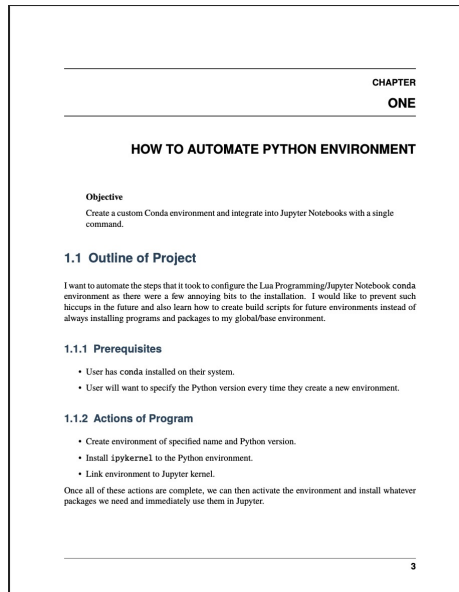 CHAPTER
ONE
HOW TO AUTOMATE PYTHON ENVIRONMENT
Objective
Create a custom Conda environment and integrate into Jupyter Notebooks with a single
command.
1.1 Outline of Project
I want to automate the steps that it took to configure the Lua Programming/Jupyter Notebook conda
environment as there were a few annoying bits to the installation. I would like to prevent such
hiccups in the future and also learn how to create build scripts for future environments instead of
always installing programs and packages to my global/base environment.
1.1.1 Prerequisites
• User has conda installed on their system.
• User will want to specify the Python version every time they create a new environment.
1.1.2 Actions of Program
• Create environment of specified name and Python version.
• Install ipykernel to the Python environment.
• Link environment to Jupyter kernel.
Once all of these actions are complete, we can then activate the environment and install whatever
packages we need and immediately use them in Jupyter.
3